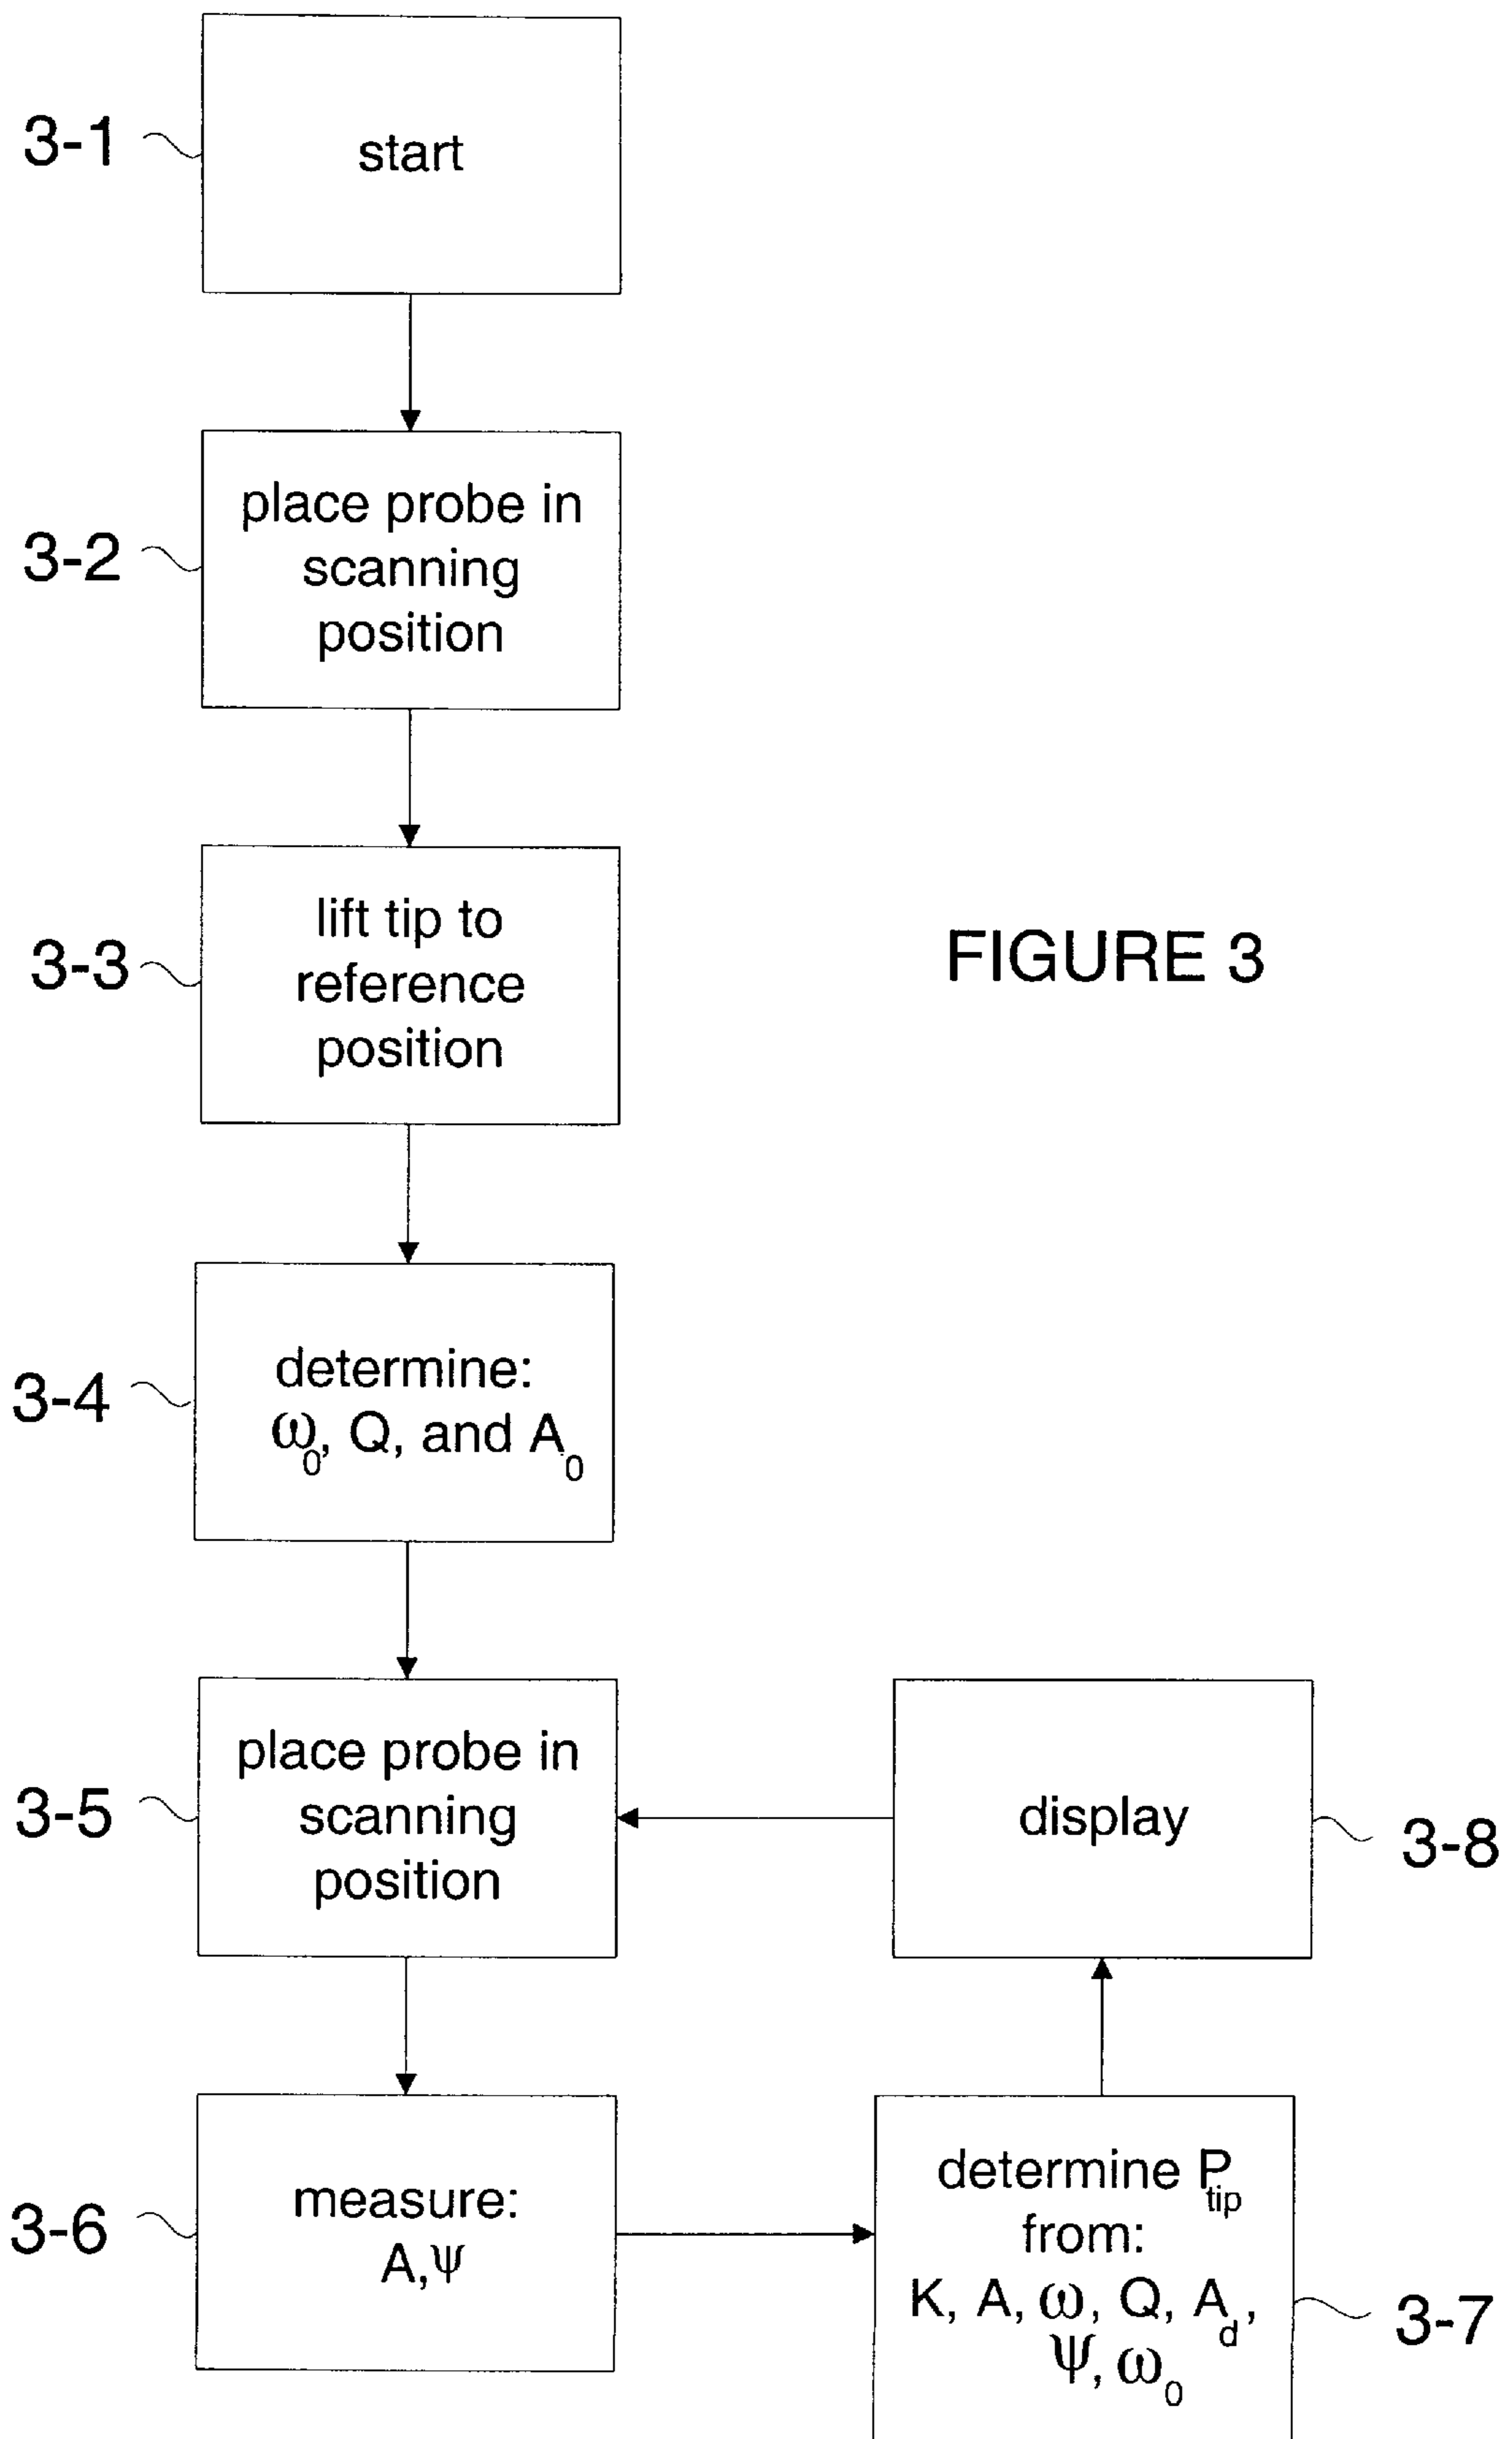 3-1
start
3-2
place probe in
scanning
position
3-3
lift tip to
reference
position
FIGURE 3
3-4
determine:
ω₀, Q, and A₀
3-5
place probe in
scanning
position
display
3-8
3-6
measure:
A, ψ
determine P_tip
from:
K, A, ω, Q, A_d,
ψ, ω₀
3-7